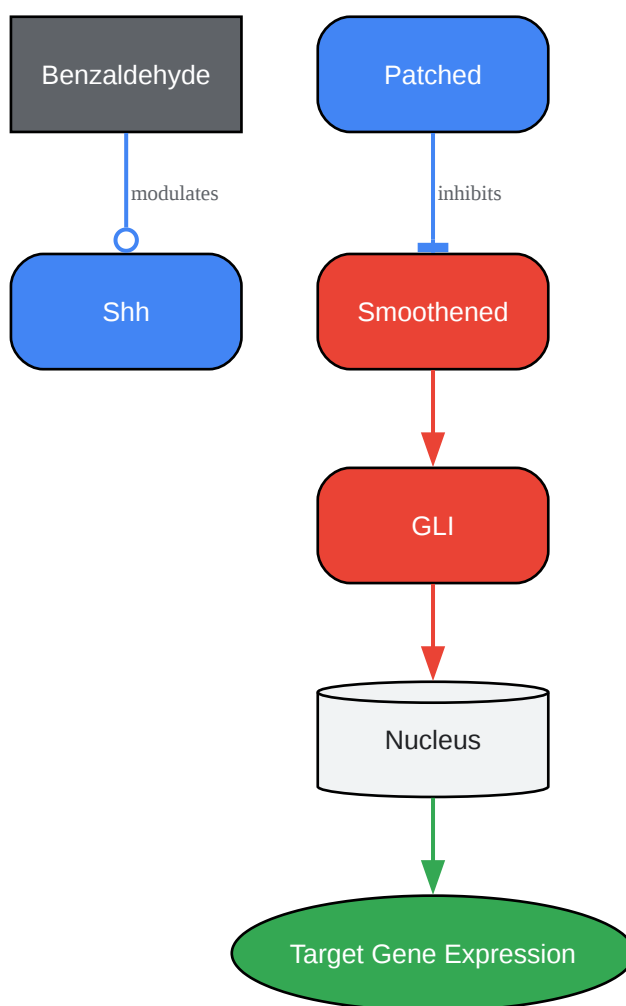 Benzaldehyde
Patched
modulates
inhibits
Shh
Smoothened
GLI
Nucleus
Target Gene Expression